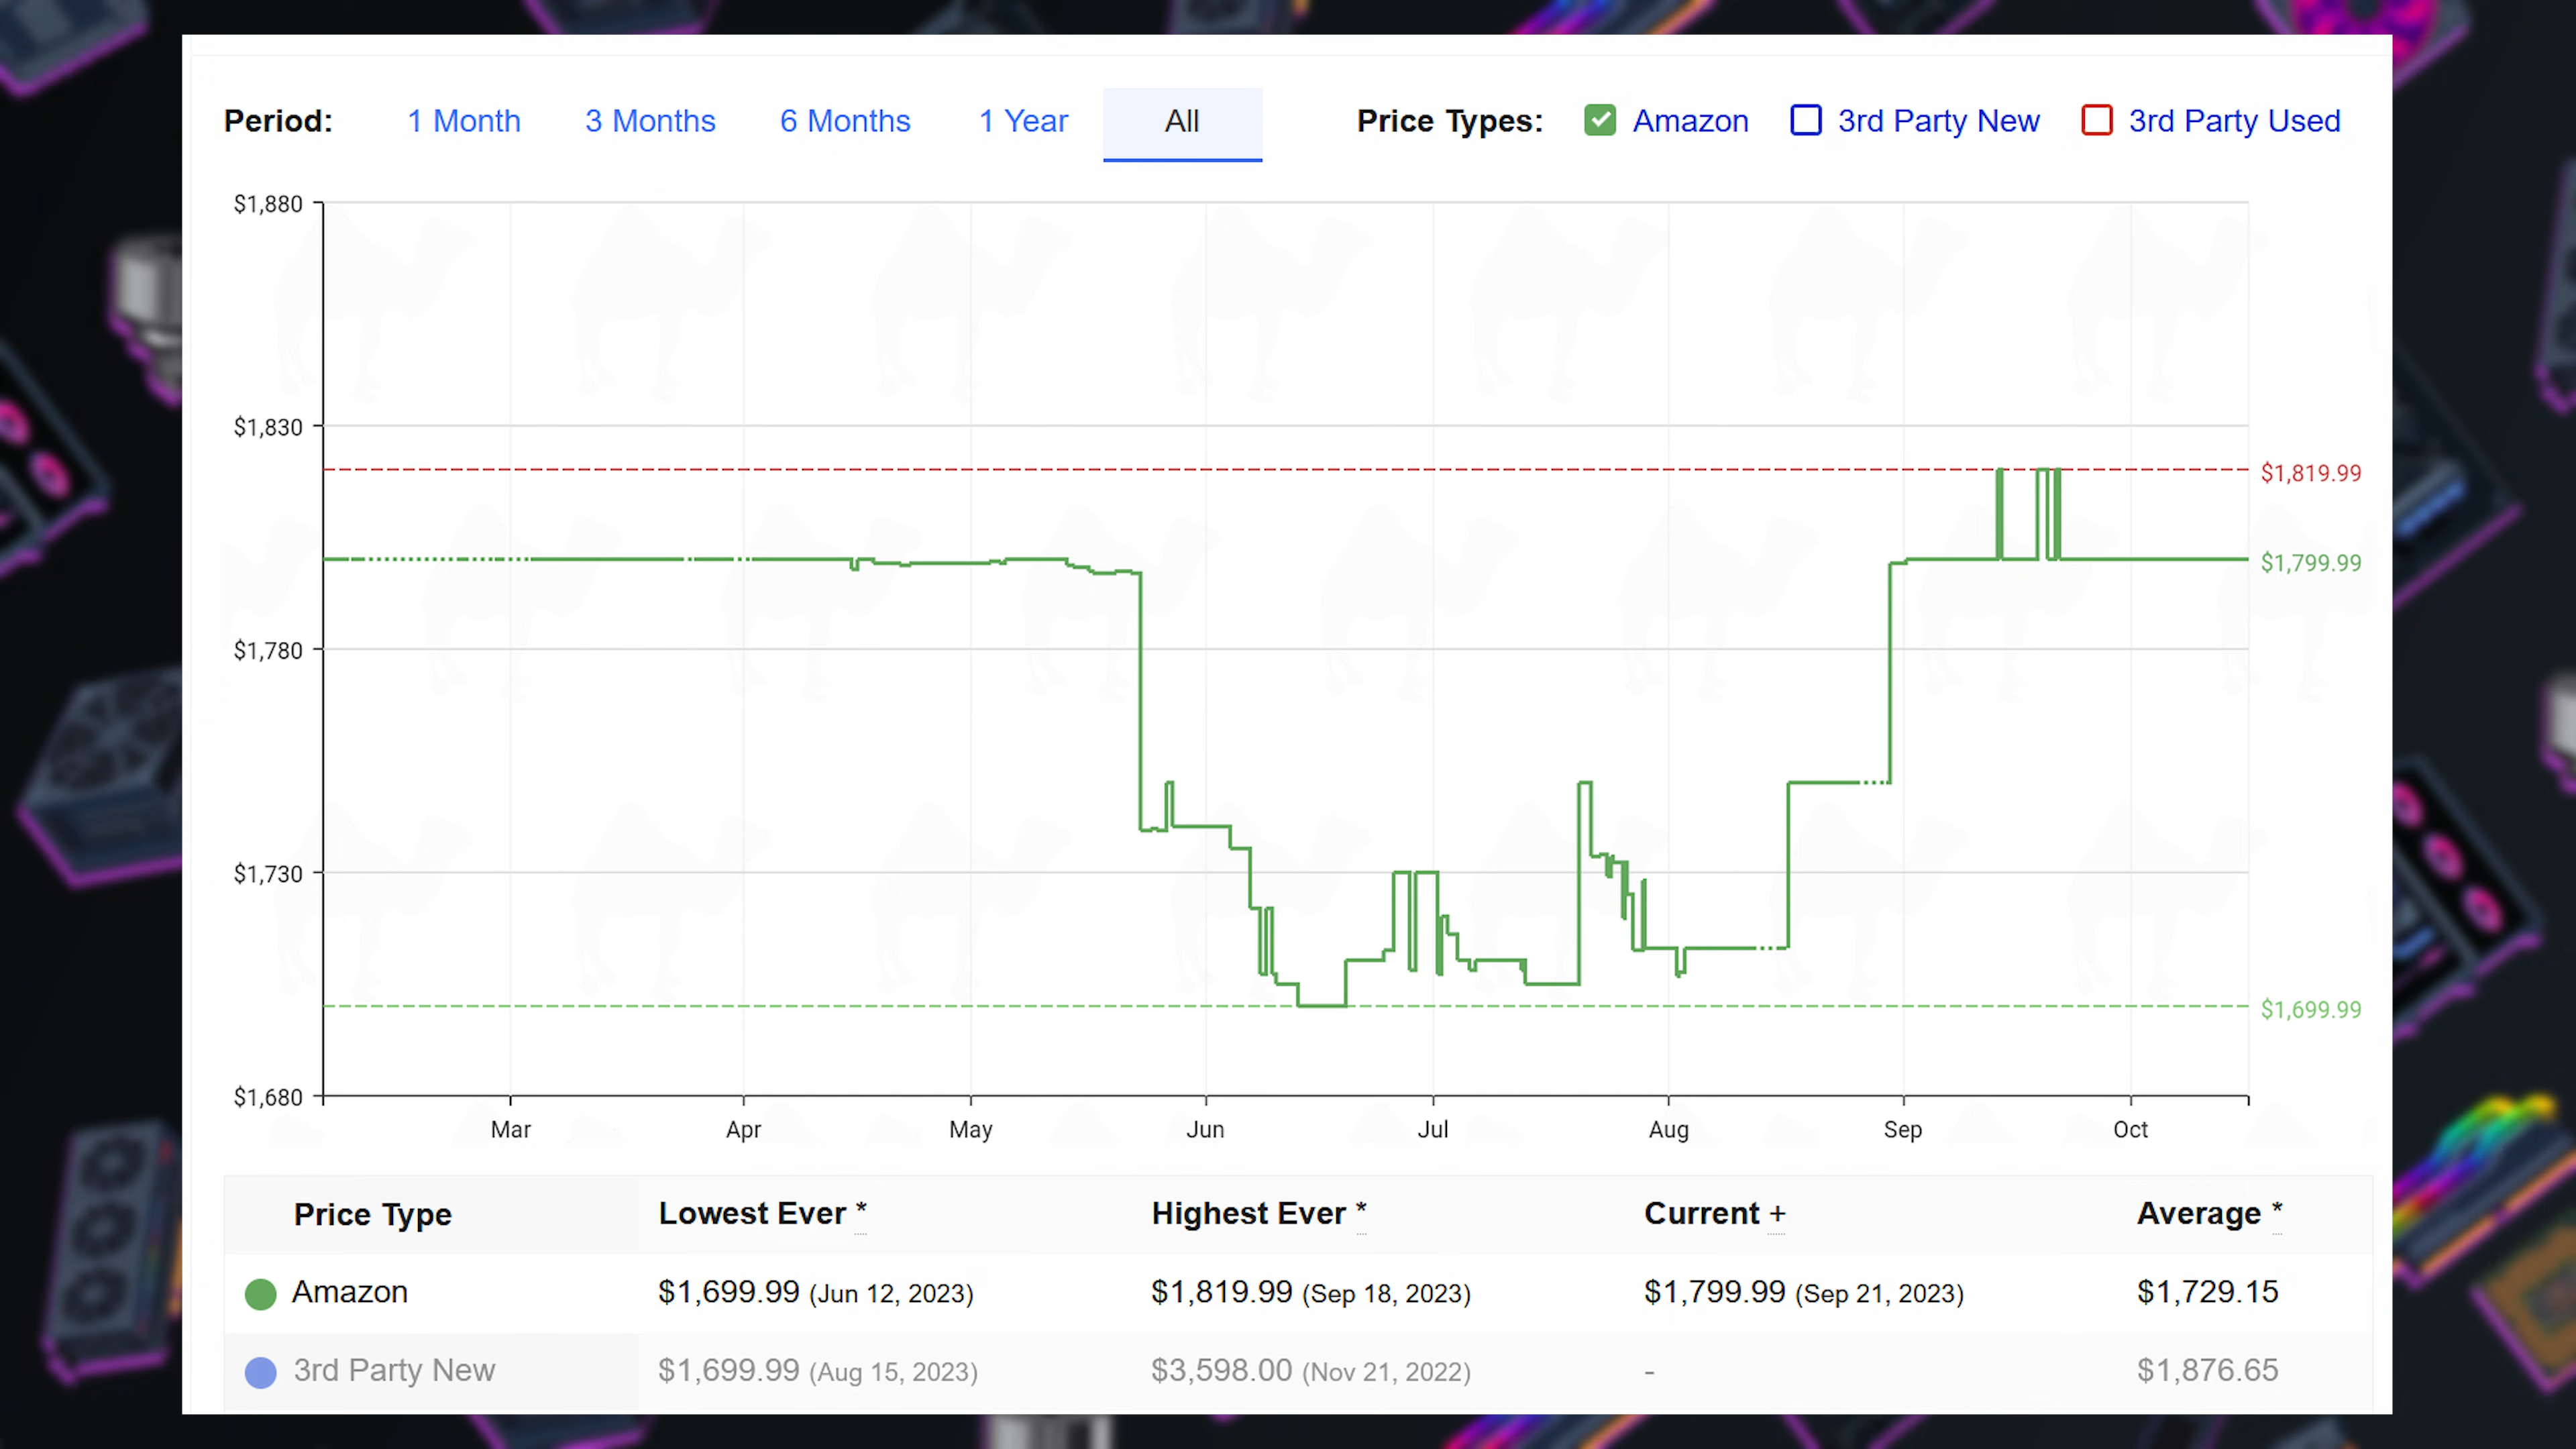 Period: 1 Month 3 Months 6 Months 1 Year All Price Types: Amazon 3rd Party New 3rd Party Used
$1,880
$1,830
$1,819.99
$1,799.99
$1,780
$1,730
$1,699.99
$1,680
Mar Apr May Jun Jul Aug Sep Oct
Price Type Lowest Ever * Highest Ever * Current + Average *
Amazon $1,699.99 (Jun 12, 2023) $1,819.99 (Sep 18, 2023) $1,799.99 (Sep 21, 2023) $1,729.15
3rd Party New $1,699.99 (Aug 15, 2023) $3,598.00 (Nov 21, 2022) - $1,876.65